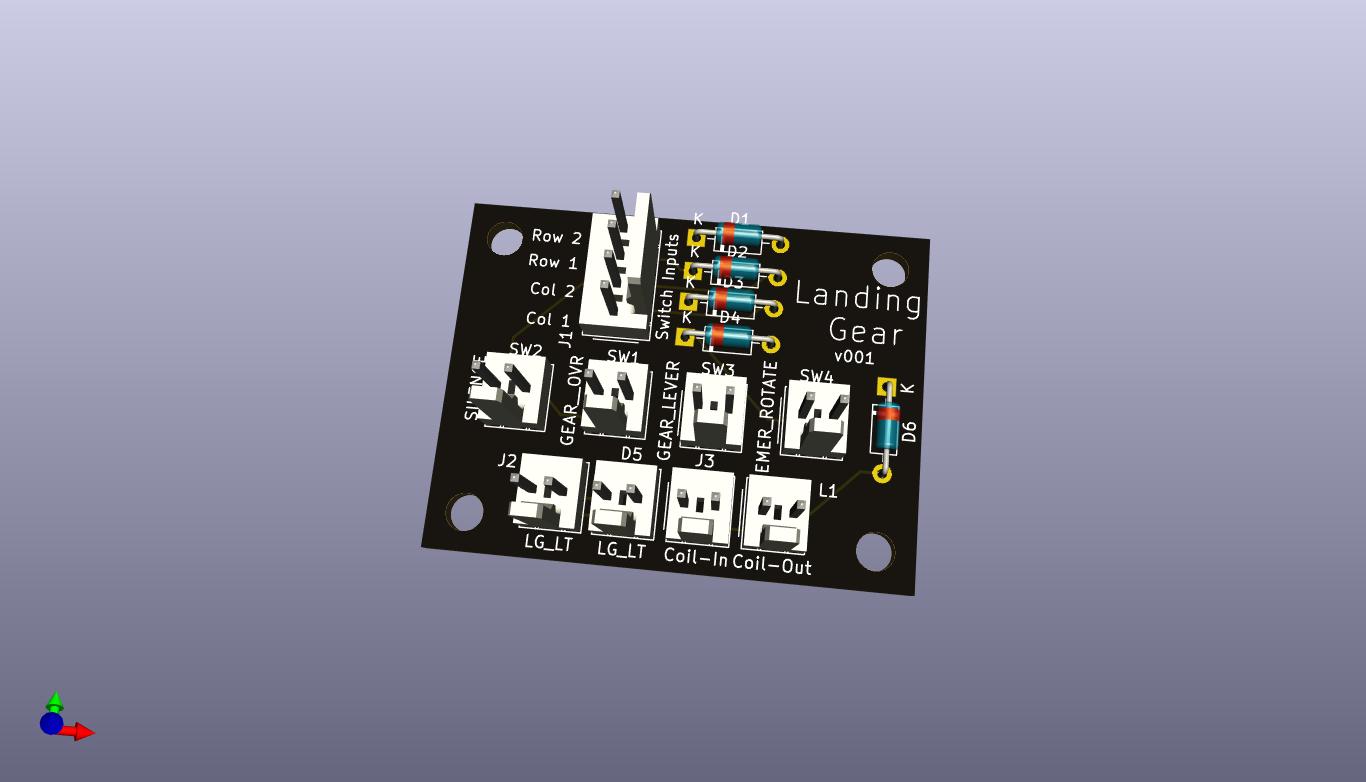 K D1
Row 2
K D2
Row 1
Switch Inputs
K D3
Col 2
Landing
Gear
K D4
Col 1
J1
v001
SW2
SW1
SW3
SW4
GEAR_OVR
GEAR_LEVER
EMER_ROTATE
K
D6
J2
D5
J3
L1
LG_LT
LG_LT
Coil-In
Coil-Out